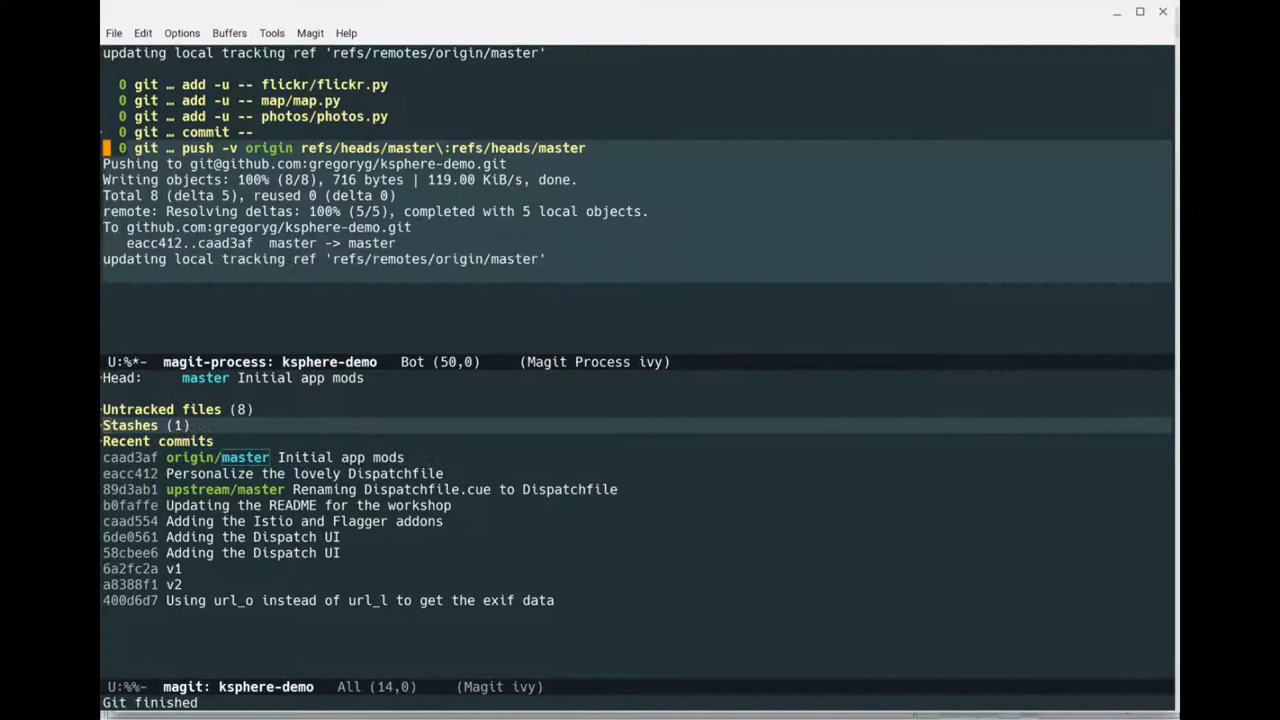 File Edit Options Buffers Tools Magit Help
updating local tracking ref 'refs/remotes/origin/master'
0 git … add -u -- flickr/flickr.py
0 git … add -u -- map/map.py
0 git … add -u -- photos/photos.py
0 git … commit --
0 git … push -v origin refs/heads/master\:refs/heads/master
Pushing to git@github.com:gregoryg/ksphere-demo.git
Writing objects: 100% (8/8), 716 bytes | 119.00 KiB/s, done.
Total 8 (delta 5), reused 0 (delta 0)
remote: Resolving deltas: 100% (5/5), completed with 5 local objects.
To github.com:gregoryg/ksphere-demo.git
eacc412..caad3af master -> master
updating local tracking ref 'refs/remotes/origin/master'
U:%*- magit-process: ksphere-demo Bot (50,0) (Magit Process ivy)
Head: master Initial app mods
Untracked files (8)
Stashes (1)
Recent commits
caad3af origin/master Initial app mods
eacc412 Personalize the lovely Dispatchfile
89d3ab1 upstream/master Renaming Dispatchfile.cue to Dispatchfile
b0faffe Updating the README for the workshop
caad554 Adding the Istio and Flagger addons
6de0561 Adding the Dispatch UI
58cbee6 Adding the Dispatch UI
6a2fc2a v1
a8388f1 v2
400d6d7 Using url_o instead of url_l to get the exif data
U:%%- magit: ksphere-demo All (14,0) (Magit ivy)
Git finished